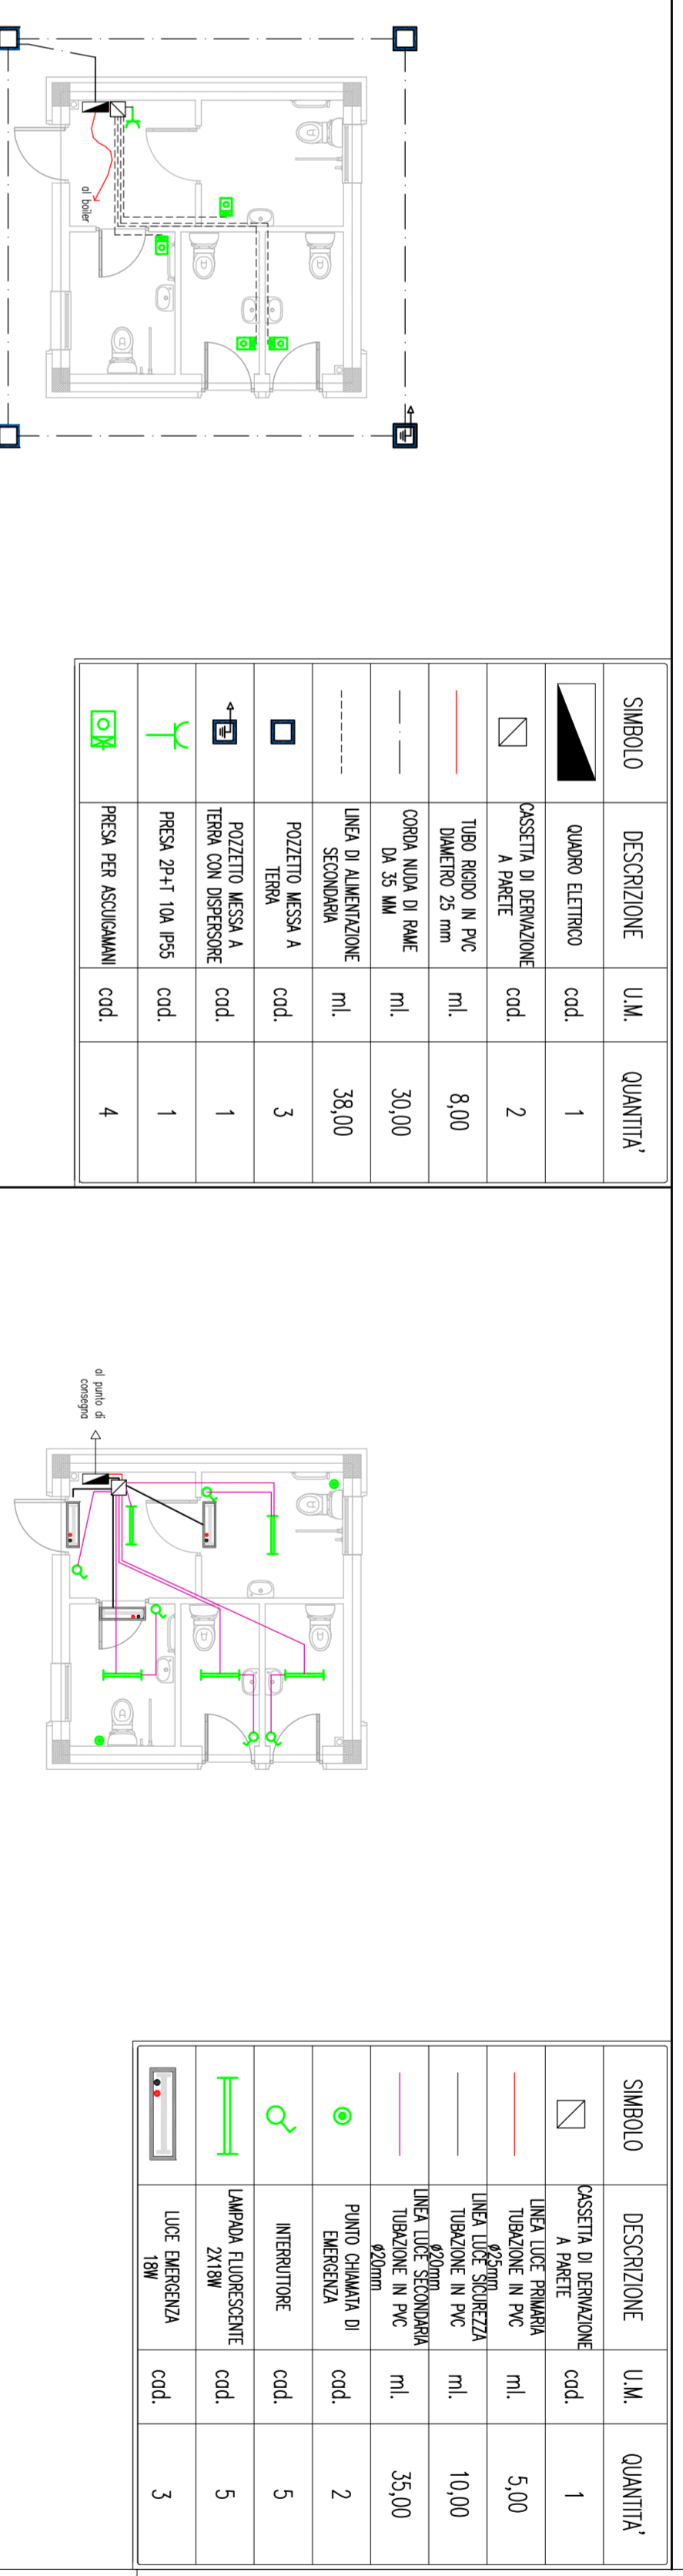 al boiler
SIMBOLO
DESCRIZIONE
U.M.
QUANTITA'
QUADRO ELETTRICO
cad.
1
CASSETTA DI DERIVAZIONE
A PARETE
cad.
2
TUBO RIGIDO IN PVC
DIAMETRO 25 mm
ml.
8,00
CORDA NUDA DI RAME
DA 35 MM
ml.
30,00
LINEA DI ALIMENTAZIONE
SECONDARIA
ml.
38,00
POZZETTO MESSA A
TERRA
cad.
3
POZZETTO MESSA A
TERRA CON DISPERSORE
cad.
1
PRESA 2P+T 10A IP55
cad.
1
PRESA PER ASCUIGAMANI
cad.
4
al punto di
consegna
SIMBOLO
DESCRIZIONE
U.M.
QUANTITA'
CASSETTA DI DERIVAZIONE
A PARETE
cad.
1
LINEA LUCE PRIMARIA
TUBAZIONE IN PVC
ø25mm
ml.
5,00
LINEA LUCE SICUREZZA
TUBAZIONE IN PVC
ø20mm
ml.
10,00
LINEA LUCE SECONDARIA
TUBAZIONE IN PVC
ø20mm
ml.
35,00
PUNTO CHIAMATA DI
EMERGENZA
cad.
2
INTERRUTTORE
cad.
5
LAMPADA FLUORESCENTE
2X18W
cad.
5
LUCE EMERGENZA
18W
cad.
3